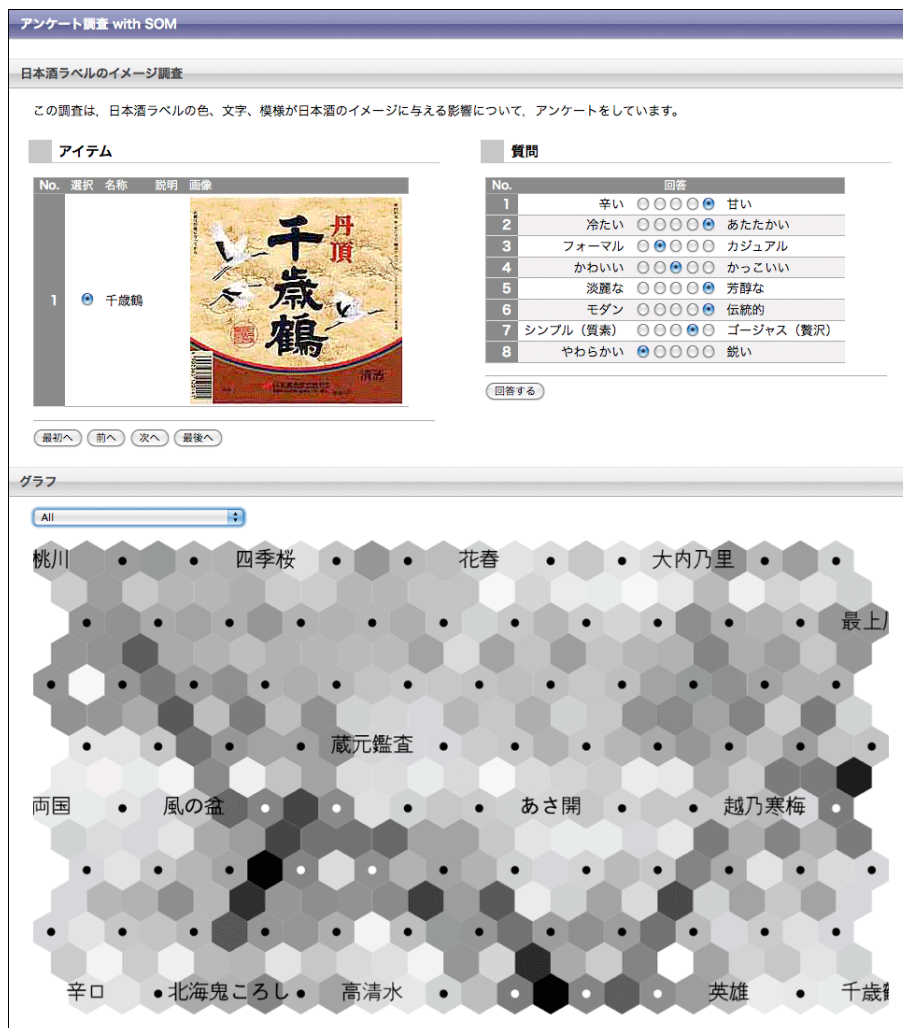 アンケート調査 with SOM
日本酒ラベルのイメージ調査
この調査は、日本酒ラベルの色、文字、模様が日本酒のイメージに与える影響について，アンケートをしています。
アイテム
No. 選択 名称 説明 画像
1 千歳鶴
丹頂
千歳鶴
清酒
最初へ 前へ 次へ 最後へ
質問
No. 回答
1 辛い 甘い
2 冷たい あたたかい
3 フォーマル カジュアル
4 かわいい かっこいい
5 淡麗な 芳醇な
6 モダン 伝統的
7 シンプル（質素） ゴージャス（贅沢）
8 やわらかい 鋭い
回答する
グラフ
All
桃川 四季桜 花春 大内乃里
最上
蔵元鑑査
両国 風の盆 あさ開 越乃寒梅
辛口 北海鬼ころし 高清水 英雄 千歳